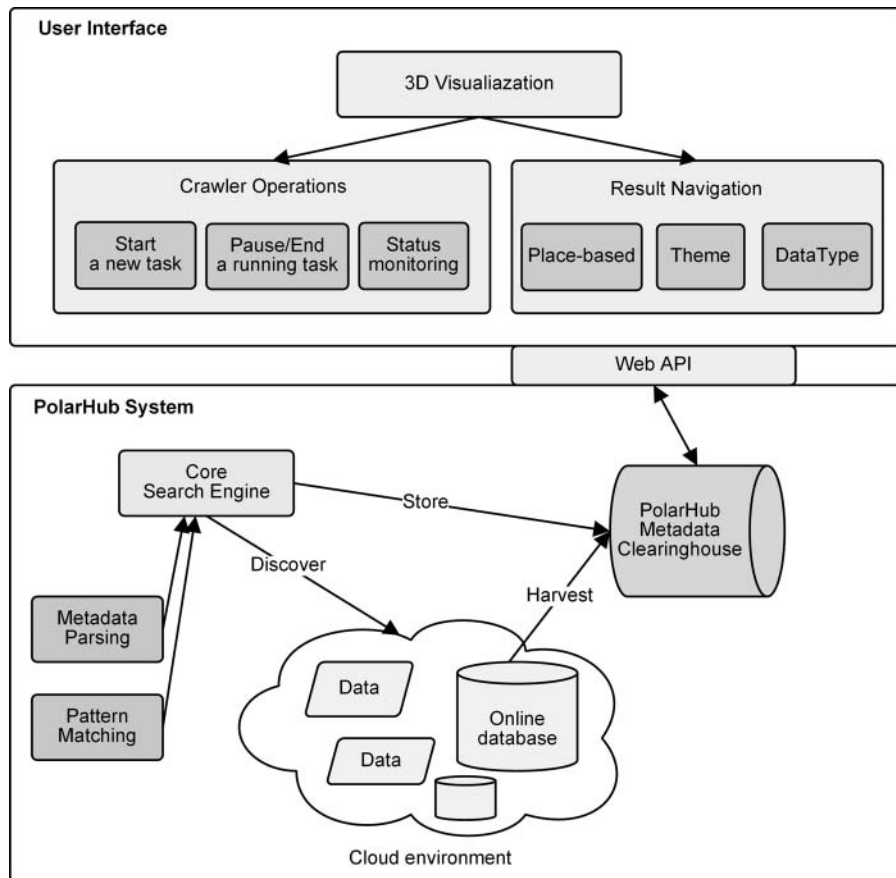 User Interface
3D Visualiazation
Crawler Operations
Start
a new task
Pause/End
a running task
Status
monitoring
Result Navigation
Place-based
Theme
DataType
Web API
PolarHub System
Core
Search Engine
Store
PolarHub
Metadata
Clearinghouse
Discover
Harvest
Metadata
Parsing
Pattern
Matching
Data
Data
Online
database
Cloud environment